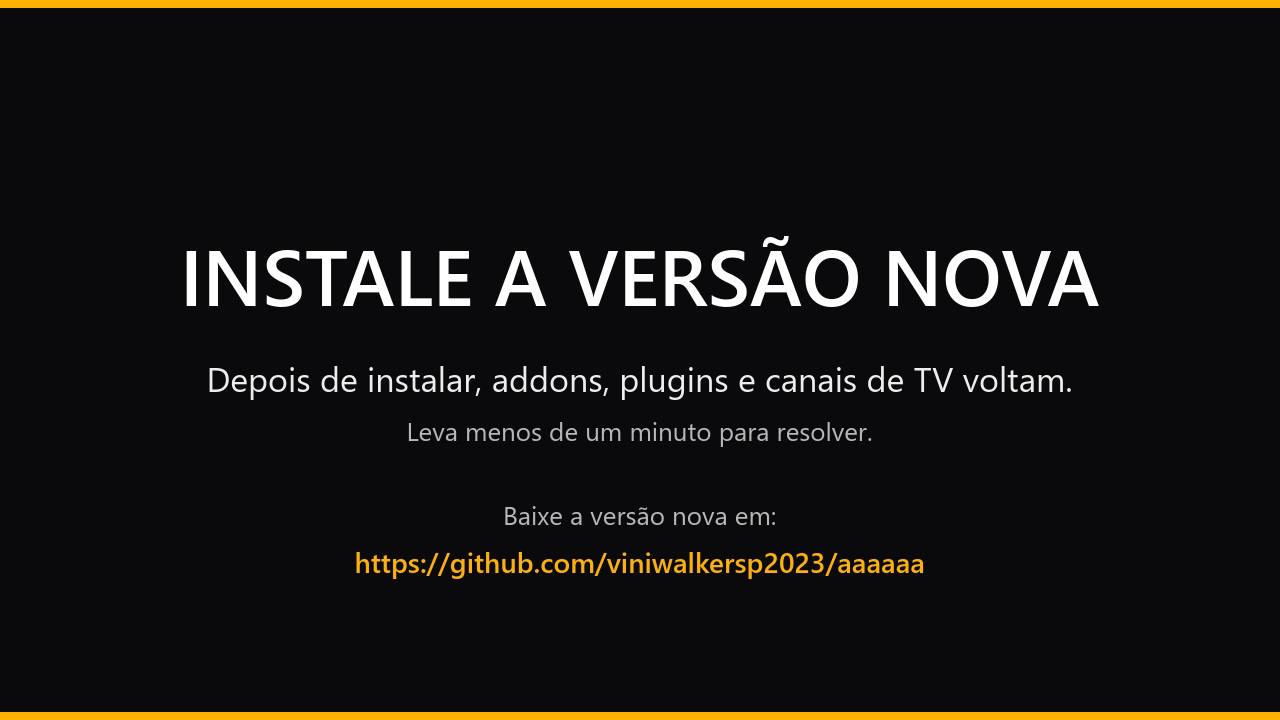 INSTALE A VERSÃO NOVA
Depois de instalar, addons, plugins e canais de TV voltam.
Leva menos de um minuto para resolver.
Baixe a versão nova em:
https://github.com/viniwalkersp2023/aaaaaa